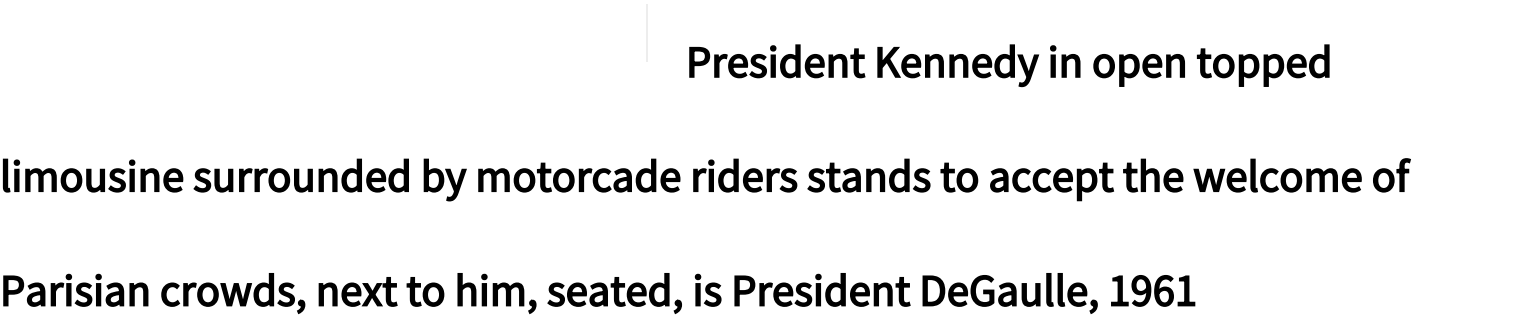 President Kennedy in open topped
limousine surrounded by motorcade riders stands to accept the welcome of
Parisian crowds, next to him, seated, is President DeGaulle, 1961